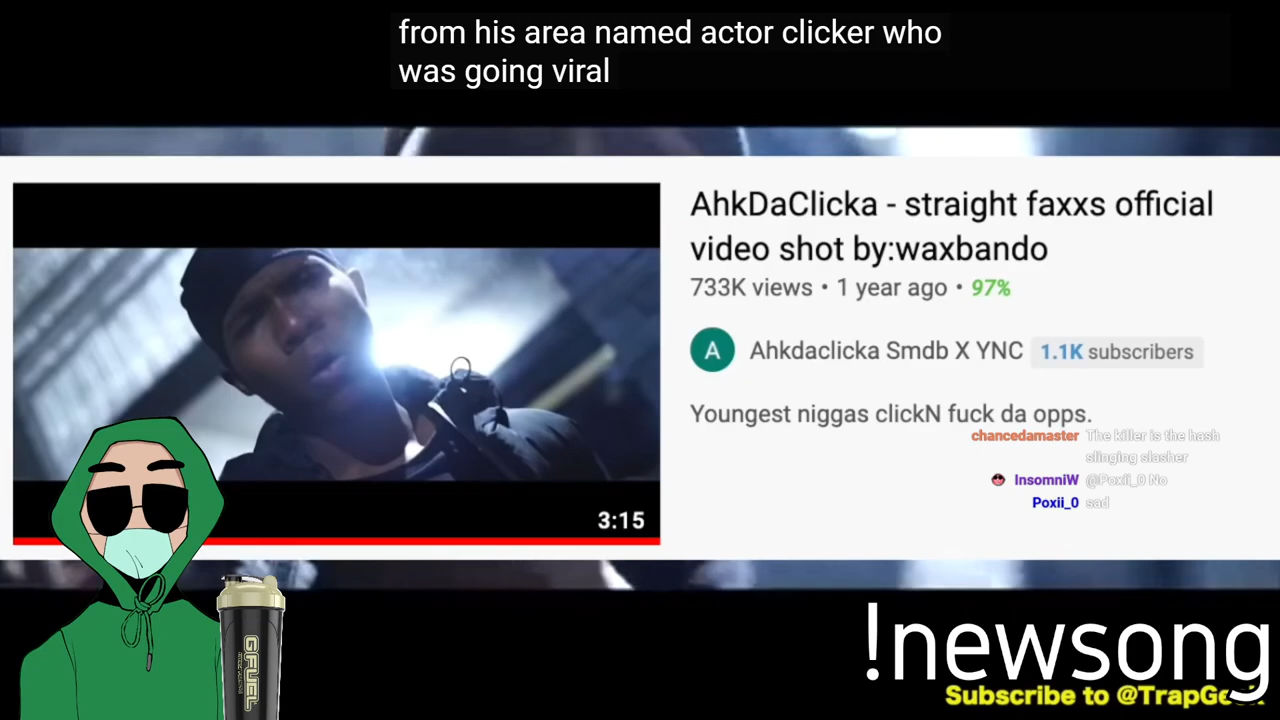 from his area named actor clicker who
was going viral
AhkDaClicka - straight faxxs official
video shot by:waxbando
733K views • 1 year ago • 97%
A
Ahkdaclicka Smdb X YNC 1.1K subscribers
Youngest niggas clickN fuck da opps.
chancedamaster The killer is the hash
slinging slasher
InsomniW @Poxii_0 No
Poxii_0 sad
3:15
GFUEL
!newsong
Subscribe to